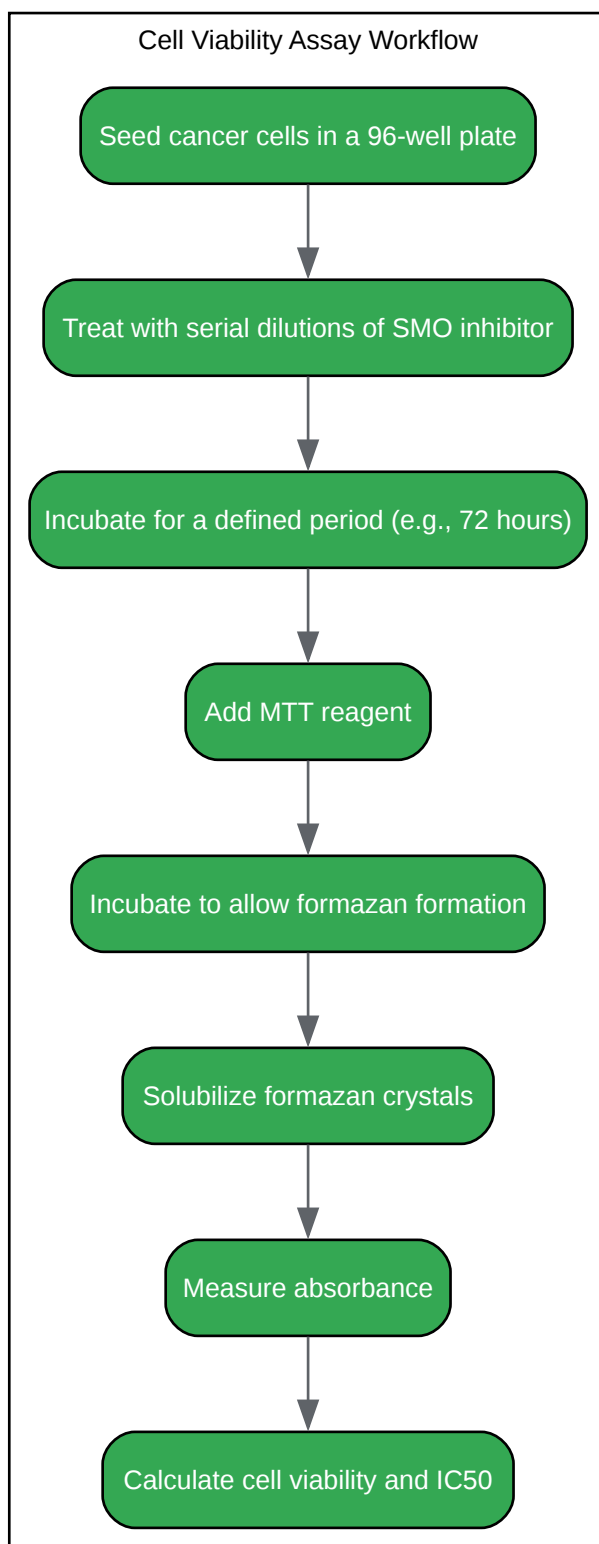 Cell Viability Assay Workflow
Seed cancer cells in a 96-well plate
Treat with serial dilutions of SMO inhibitor
Incubate for a defined period (e.g., 72 hours)
Add MTT reagent
Incubate to allow formazan formation
Solubilize formazan crystals
Measure absorbance
Calculate cell viability and IC50